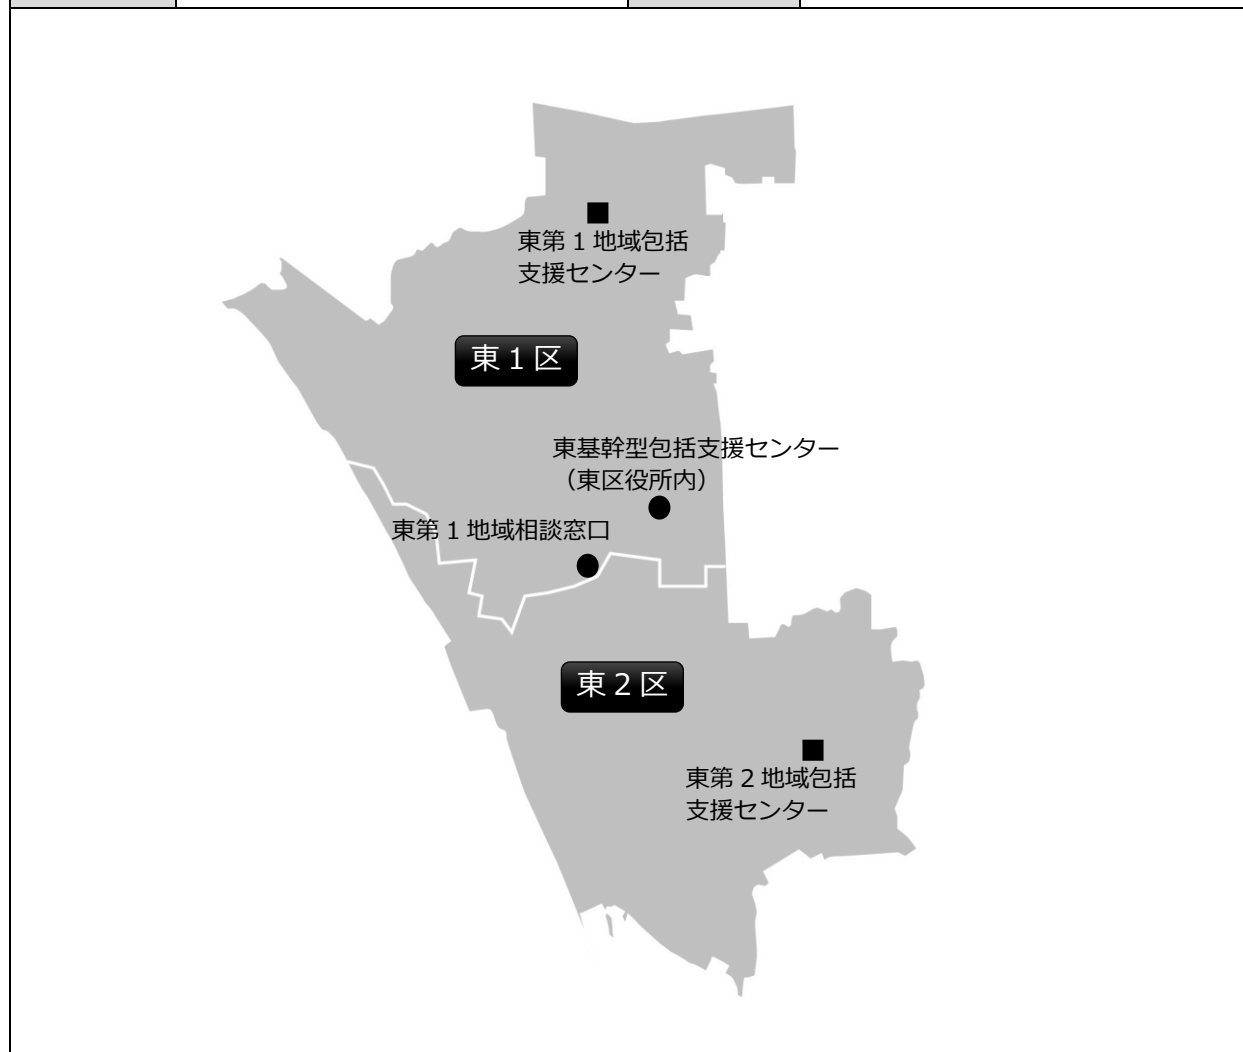 東第1地域包括
支援センター
東1区
東基幹型包括支援センター
（東区役所内）
東第1地域相談窓口
東2区
東第2地域包括
支援センター